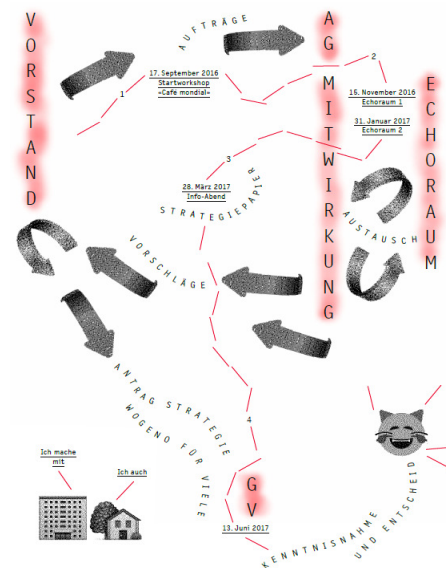 VORSTAND
AUFTRÄGE
AG MITWIRKUNG
ECHORAUM
1
17. September 2016
Startworkshop
«Café mondial»
2
16. November 2016
Echoraum 1
31. Januar 2017
Echoraum 2
3
28. März 2017
Info-Abend
STRATEGIEPAPIER
AUSTAUSCH
VORSCHLÄGE
ANTRAG STRATEGIE
WOGENO FÜR VIELE
4
Ich mache
mit
Ich auch
GV
13. Juni 2017
KENNTNISNAHME
UND ENTSCHEID